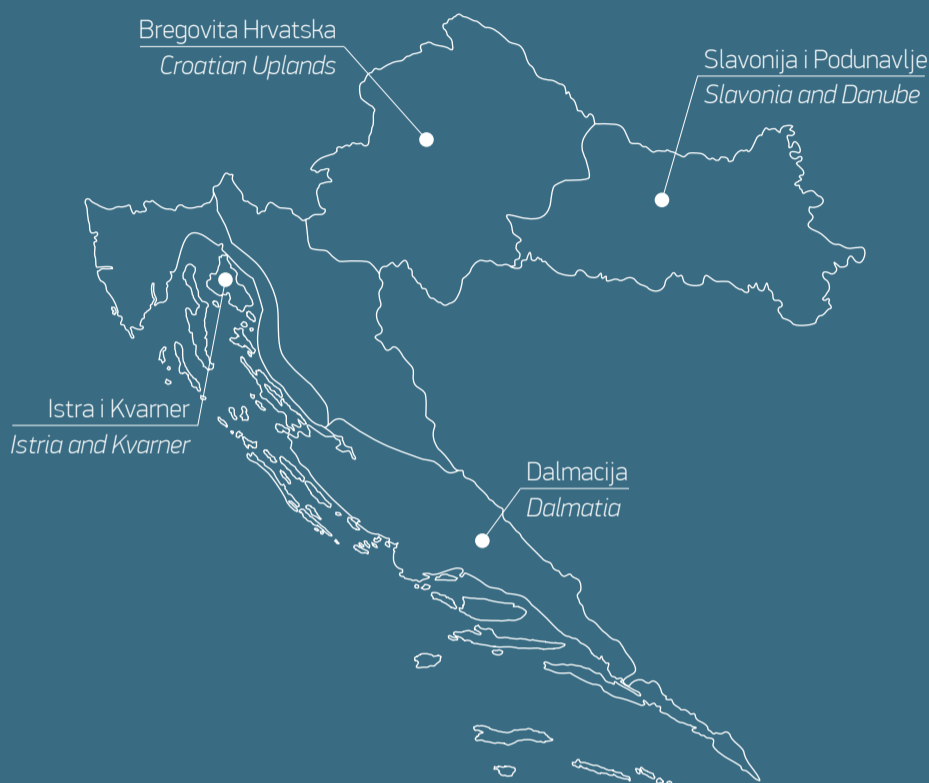 Bregovita Hrvatska
Croatian Uplands
Slavonija i Podunavlje
Slavonia and Danube
Istra i Kvarner
Istria and Kvarner
Dalmacija
Dalmatia